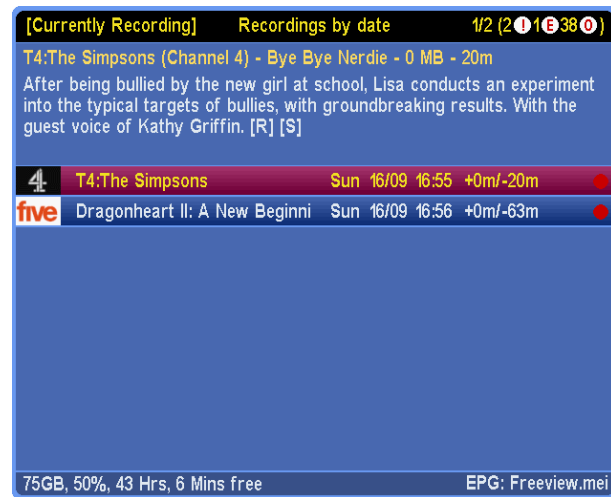 [Currently Recording] Recordings by date 1/2 (2!1E38O)
T4:The Simpsons (Channel 4) - Bye Bye Nerdie - 0 MB - 20m
After being bullied by the new girl at school, Lisa conducts an experiment
into the typical targets of bullies, with groundbreaking results. With the
guest voice of Kathy Griffin. [R] [S]
4 T4:The Simpsons Sun 16/09 16:55 +0m/-20m
five Dragonheart II: A New Beginni Sun 16/09 16:56 +0m/-63m
75GB, 50%, 43 Hrs, 6 Mins free EPG: Freeview.mei